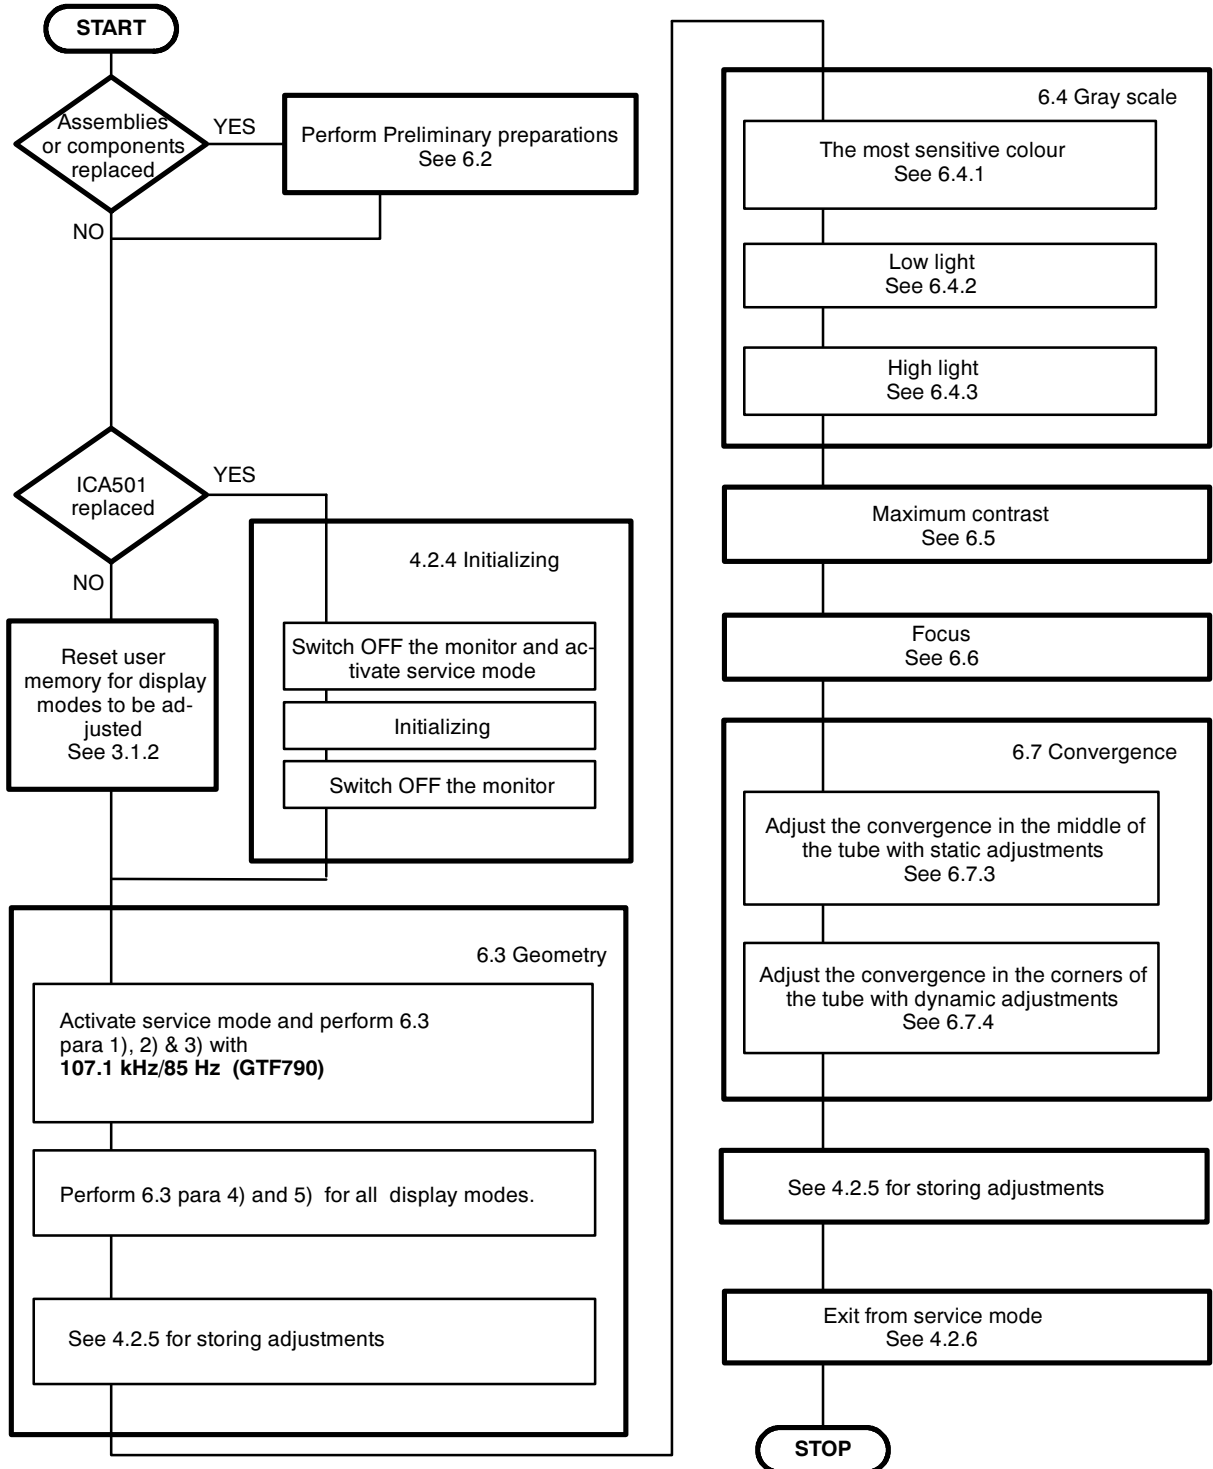 START
Assemblies
or components
replaced
YES
Perform Preliminary preparations
See 6.2
NO
ICA501
replaced
YES
NO
4.2.4 Initializing
Switch OFF the monitor and ac-
tivate service mode
Initializing
Switch OFF the monitor
Reset user
memory for display
modes to be ad-
justed
See 3.1.2
6.3 Geometry
Activate service mode and perform 6.3
para 1), 2) & 3) with
107.1 kHz/85 Hz (GTF790)
Perform 6.3 para 4) and 5) for all display modes.
See 4.2.5 for storing adjustments
6.4 Gray scale
The most sensitive colour
See 6.4.1
Low light
See 6.4.2
High light
See 6.4.3
Maximum contrast
See 6.5
Focus
See 6.6
6.7 Convergence
Adjust the convergence in the middle of
the tube with static adjustments
See 6.7.3
Adjust the convergence in the corners of
the tube with dynamic adjustments
See 6.7.4
See 4.2.5 for storing adjustments
Exit from service mode
See 4.2.6
STOP